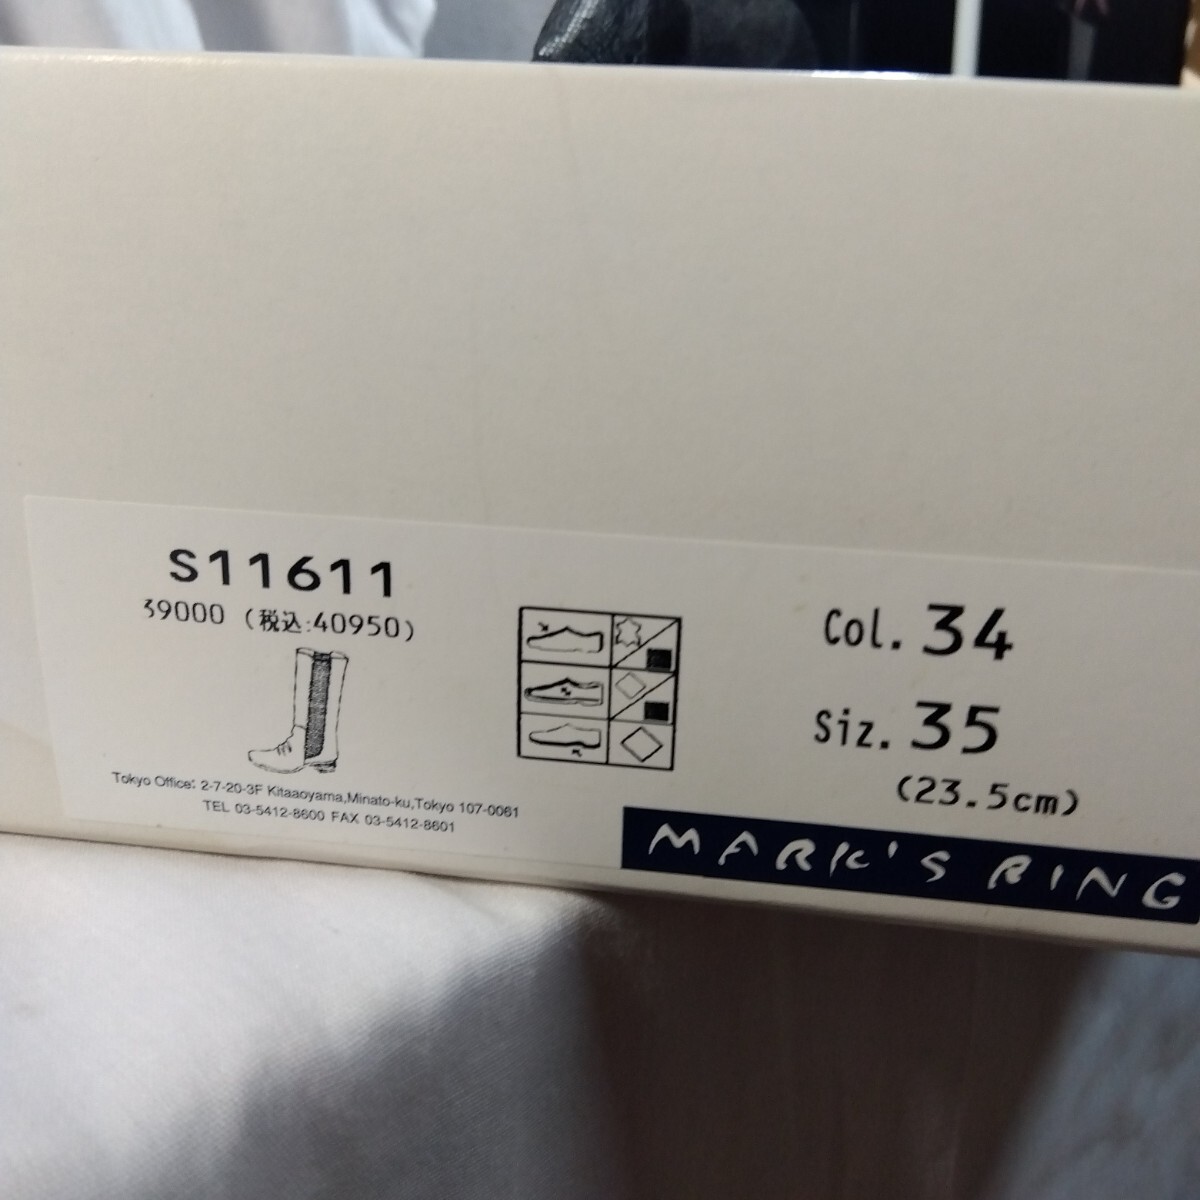 S11611
39000 (税込:40950)
Tokyo Office: 2-7-20-3F Kitaaoyama,Minato-ku,Tokyo 107-0061
TEL 03-5412-8600 FAX 03-5412-8601
Col. 34
Siz. 35
(23.5cm)
MARK'S RING